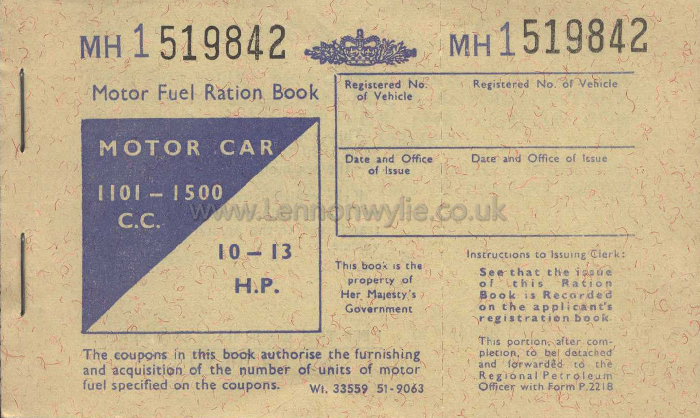 MH 1 519842
MH 1 519842
Motor Fuel Ration Book
MOTOR CAR
1101 – 1500
C.C.
10 – 13
H.P.
Registered No.
of Vehicle
Registered No. of Vehicle
Date and Office
of Issue
Date and Office of Issue
www.Lennonwylie.co.uk
This book is the
property of
Her Majesty's
Government
Instructions to Issuing Clerk:
See that the issue
of this Ration
Book is Recorded
on the applicant's
registration book.
This portion, after com-
pletion, to be detached
and forwarded to the
Regional Petroleum
Officer with Form P.2218
The coupons in this book authorise the furnishing
and acquisition of the number of units of motor
fuel specified on the coupons.
Wt. 33559 51-9063